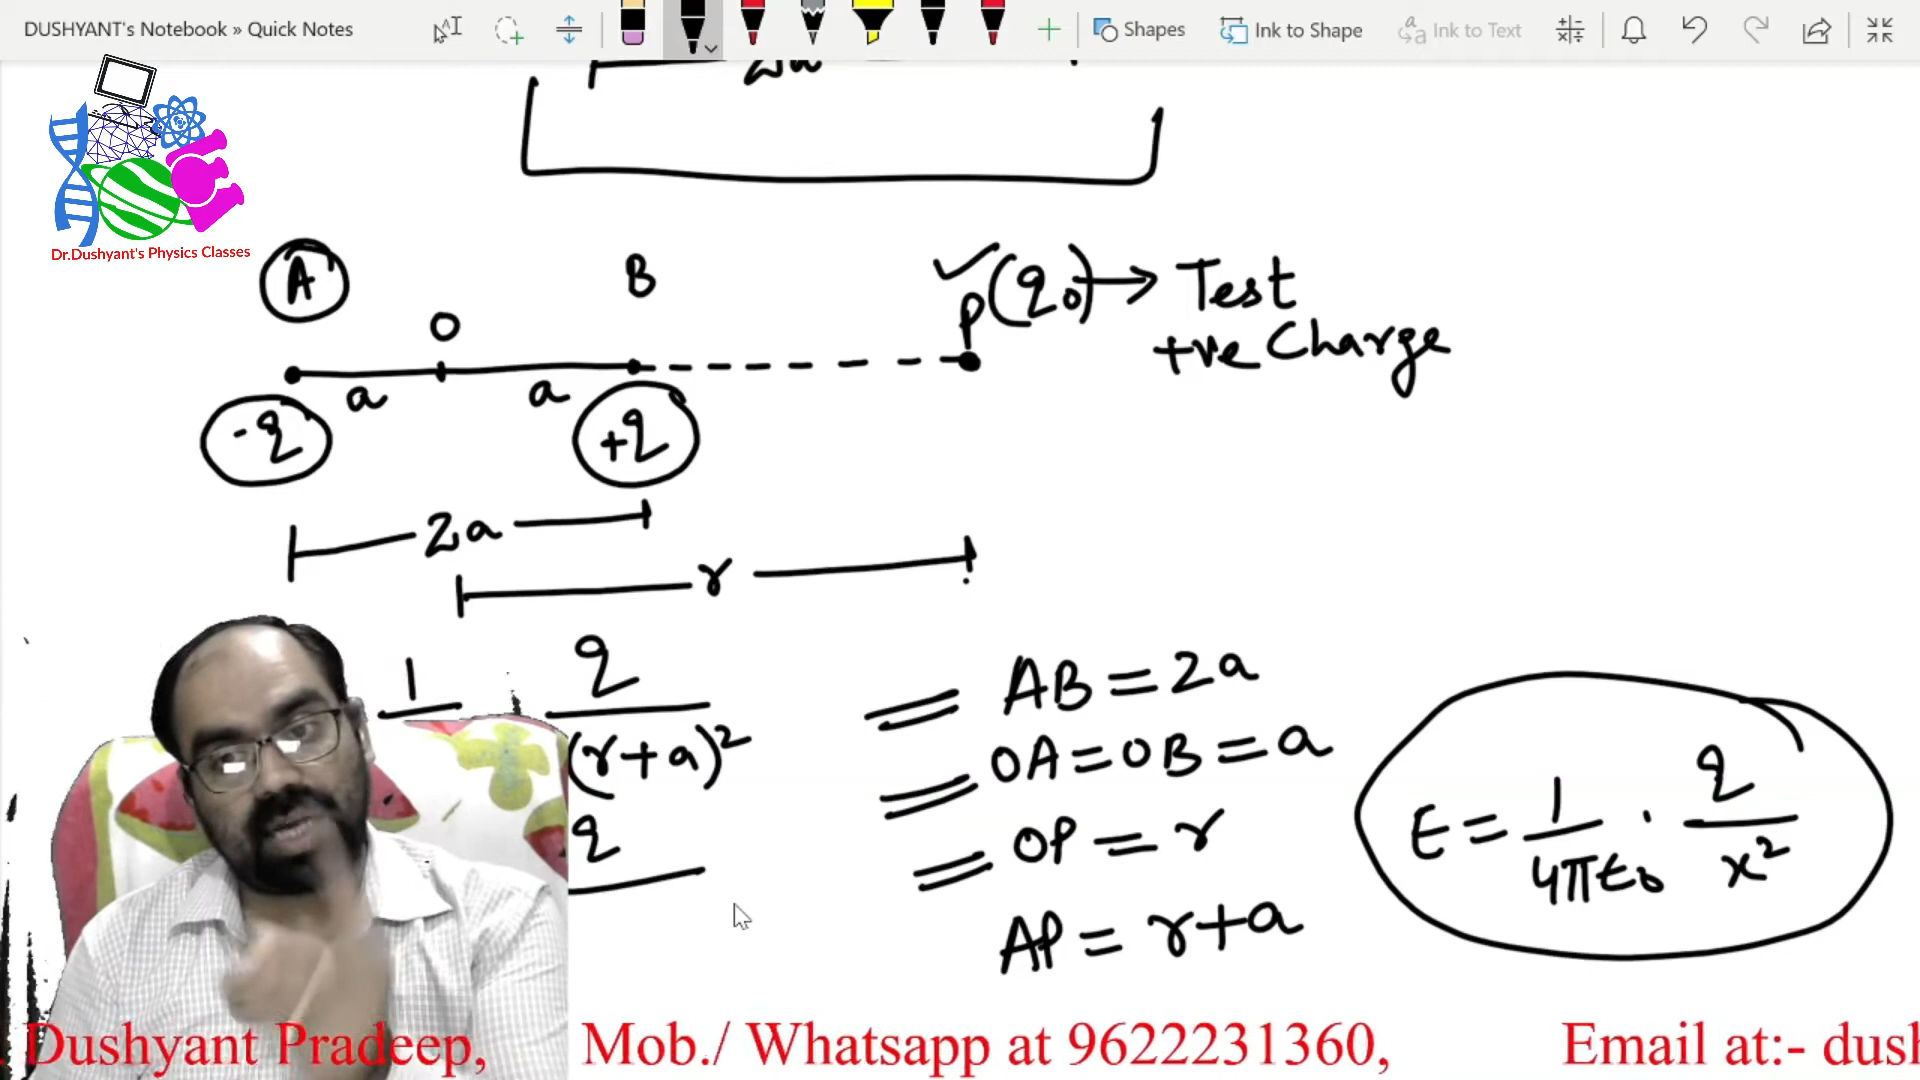 DUSHYANT's Notebook » Quick Notes
Shapes
Ink to Shape
Ink to Text
2a
Dr.Dushyant's Physics Classes
A
B
O
P (q₀) → Test
+ve Charge
a
a
-q
+q
2a
r
1
q
(r+a)²
q
= AB = 2a
= OA = OB = a
= OP = r
AP = r+a
E = 1/4πε₀ · q/x²
Dushyant Pradeep, Mob./ Whatsapp at 9622231360, Email at:- dush